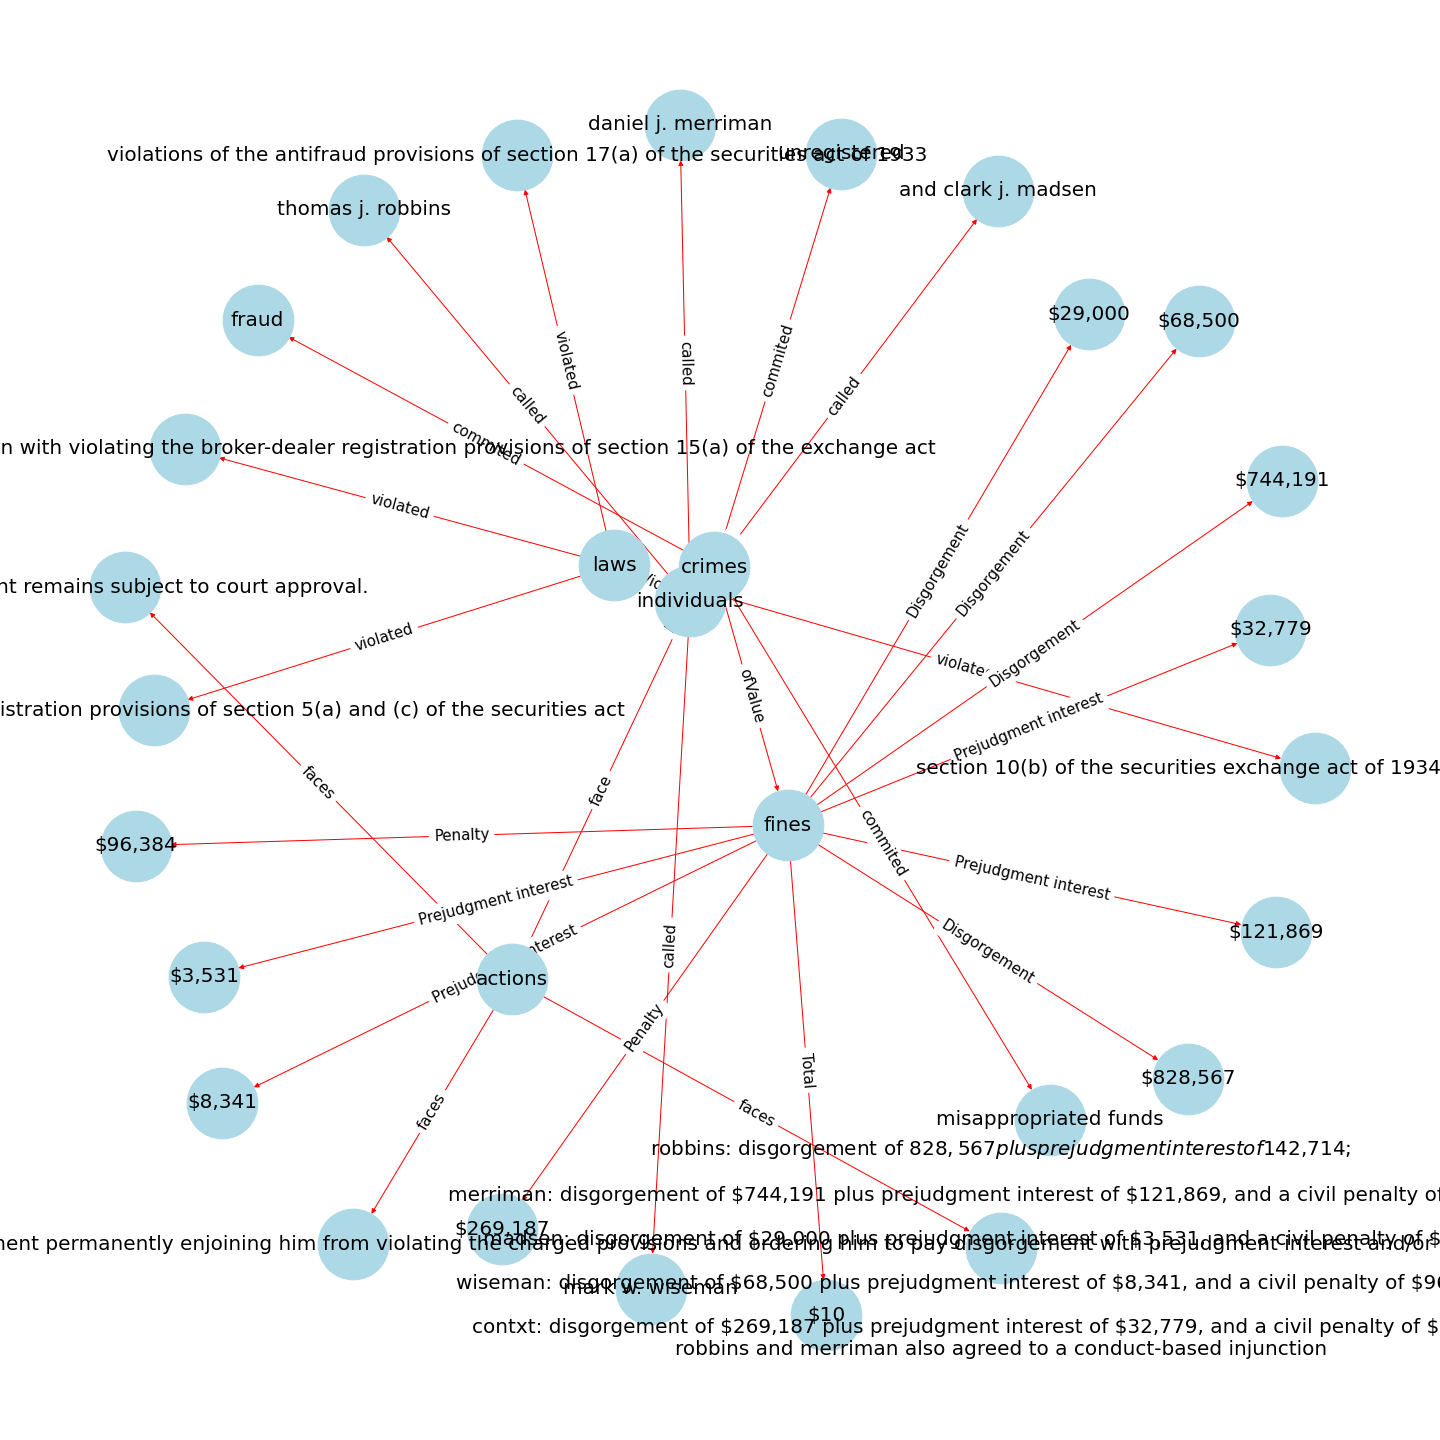 daniel j. merriman
violations of the antifraud provisions of section 17(a) of the securities act of 1933
unregistered
and clark j. madsen
thomas j. robbins
fraud
$29,000
$68,500
violated
called
called
commited
called
commited
n with violating the broker-dealer registration provisions of section 15(a) of the exchange act
$744,191
violated
Disgorgement
Disgorgement
laws
crimes
individuals
nt remains subject to court approval.
violated
$32,779
violated
Disgorgement
ofValue
istration provisions of section 5(a) and (c) of the securities act
Prejudgment interest
section 10(b) of the securities exchange act of 1934
faces
face
fines
commited
$96,384
Penalty
Prejudgment interest
Prejudgment interest
$121,869
called
Disgorgement
$3,531
actions
Prejud
nterest
Penalty
Total
$828,567
$8,341
faces
faces
misappropriated funds
robbins: disgorgement of 828,567plusprejudgmentinterestof142,714;
merriman: disgorgement of $744,191 plus prejudgment interest of $121,869, and a civil penalty of
$269,187
madsen: disgorgement of $29,000 plus prejudgment interest of $3,531, and a civil penalty of $
ment permanently enjoining him from violating the charged provisions and ordering him to pay disgorgement with prejudgment interest and/or
wiseman: disgorgement of $68,500 plus prejudgment interest of $8,341, and a civil penalty of $96
mark w. wiseman
$10
contxt: disgorgement of $269,187 plus prejudgment interest of $32,779, and a civil penalty of $
robbins and merriman also agreed to a conduct-based injunction